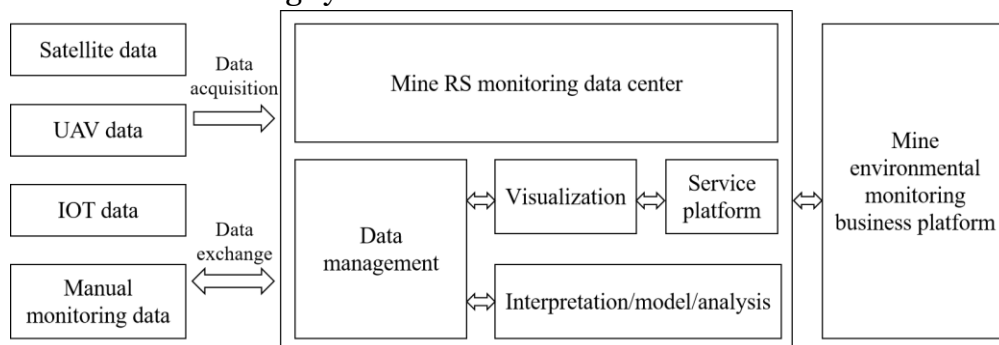 Satellite data
UAV data
IOT data
Manual
monitoring data
Data
acquisition
Data
exchange
Mine RS monitoring data center
Data
management
Visualization
Service
platform
Interpretation/model/analysis
Mine
environmental
monitoring
business platform